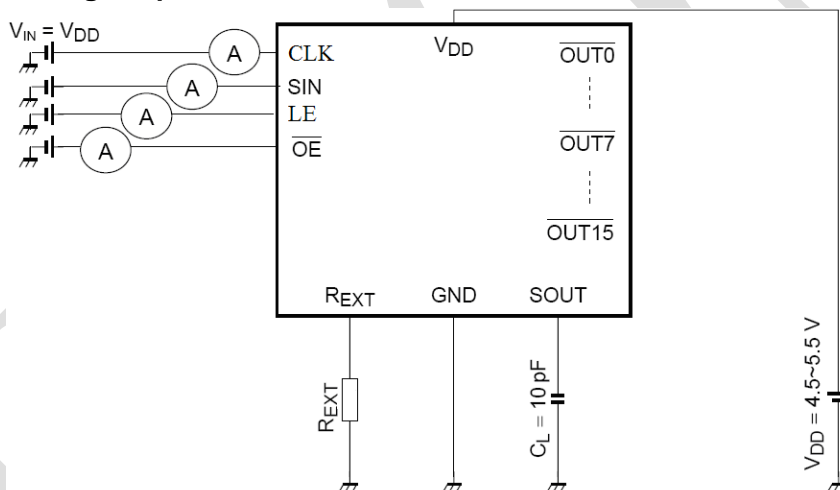 V_IN = V_DD
A
CLK
V_DD
OUT0
A
SIN
A
LE
A
OE
OUT7
OUT15
R_EXT
GND
SOUT
R_EXT
C_L = 10 pF
V_DD = 4.5~5.5 V